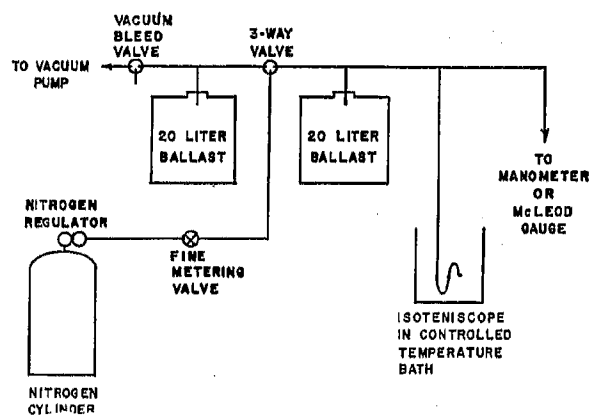 VACUUM
BLEED
VALVE
3-WAY
VALVE
TO VACUUM
PUMP
20 LITER
BALLAST
20 LITER
BALLAST
TO
MANOMETER
OR
McLEOD
GAUGE
NITROGEN
REGULATOR
FINE
METERING
VALVE
ISOTENISCOPE
IN CONTROLLED
TEMPERATURE
BATH
NITROGEN
CYLINDER